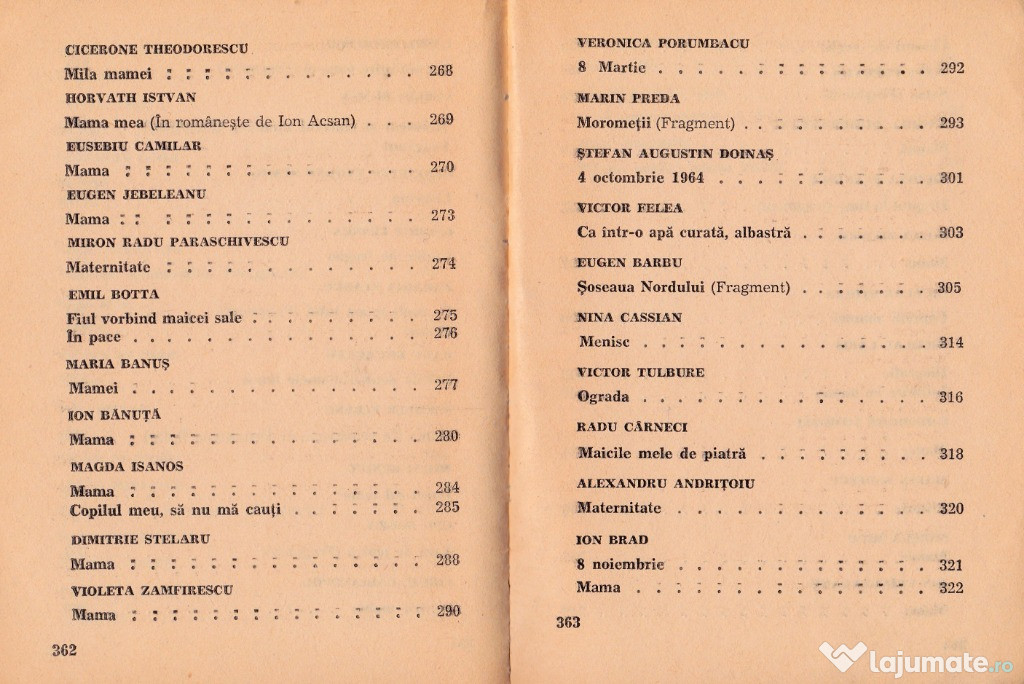 CICERONE THEODORESCU
Mila mamei : : : : : : . . . . . . . 268
HORVATH ISTVAN
Mama mea (În românește de Ion Acsan) . . . 269
EUSEBIU CAMILAR
Mama : : : : : : : . . . . . . . . 270
EUGEN JEBELEANU
Mama : : : : : : : . . . . . . . . 273
MIRON RADU PARASCHIVESCU
Maternitate : : : : : : . . . . . . . 274
EMIL BOTTA
Fiul vorbind maicei sale . . . . . . . . . 275
În pace . . . . . . . . . . . . . . . 276
MARIA BANUȘ
Mamei . . . . . . . . . . . . . . . 277
ION BĂNUȚĂ
Mama : . . . . . . . . . . . . . . 280
MAGDA ISANOS
Mama : . . . . . . . . . . . . . . 284
Copilul meu, să nu mă cauți . . . . . . . 285
DIMITRIE STELARU
Mama : . . . . . . . . . . . . . . 288
VIOLETA ZAMFIRESCU
Mama : : : : : : : : : : : : : : : 290
362
VERONICA PORUMBACU
8 Martie . . . . . . . . . . . . . . 292
MARIN PREDA
Moromeții (Fragment) . . . . . . . . . . 293
ȘTEFAN AUGUSTIN DOINAȘ
4 octombrie 1964 . . . . . . . . . . . 301
VICTOR FELEA
Ca într-o apă curată, albastră . . . . . . . 303
EUGEN BARBU
Șoseaua Nordului (Fragment) . . . . . . . 305
NINA CASSIAN
Menisc . . . . . . . . . . . . . . . 314
VICTOR TULBURE
Ograda . . . . . . . . . . . . . . . 316
RADU CÂRNECI
Maicile mele de piatră . . . . . . . . . 318
ALEXANDRU ANDRIȚOIU
Maternitate . . . . . . . . . . . . . 320
ION BRAD
8 noiembrie . . . . . . . . . . . . . 321
Mama . . . . . . . . . . . . . . . 322
363
lajumate.ro